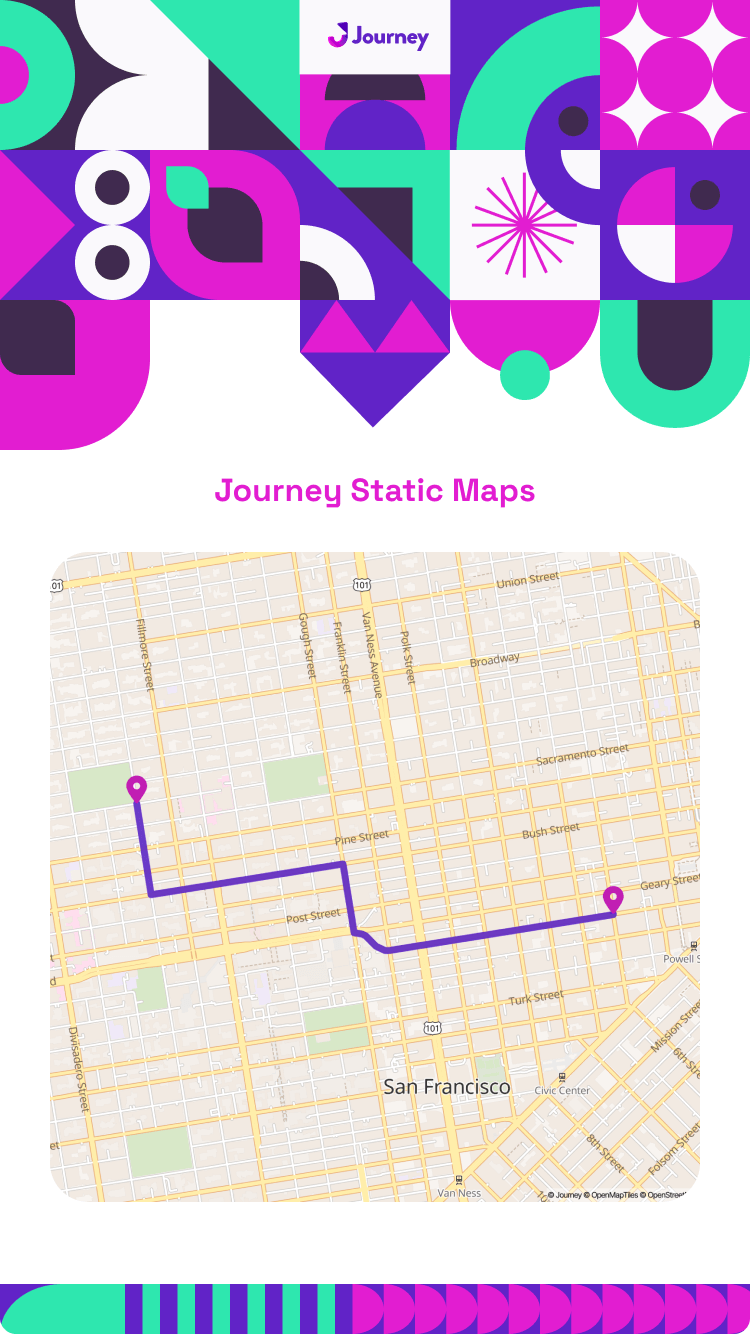 Journey
Journey Static Maps
101
Union Street
Fillmore Street
Gough Street
Franklin Street
Van Ness Avenue
Polk Street
Broadway
Sacramento Street
Pine Street
Bush Street
Geary Street
Post Street
Powell S
Turk Street
101
Mission Street
Divisadero Street
6th Stre
San Francisco
Civic Center
8th Street
Folsom Street
Van Ness
© Journey © OpenMapTiles © OpenStreet